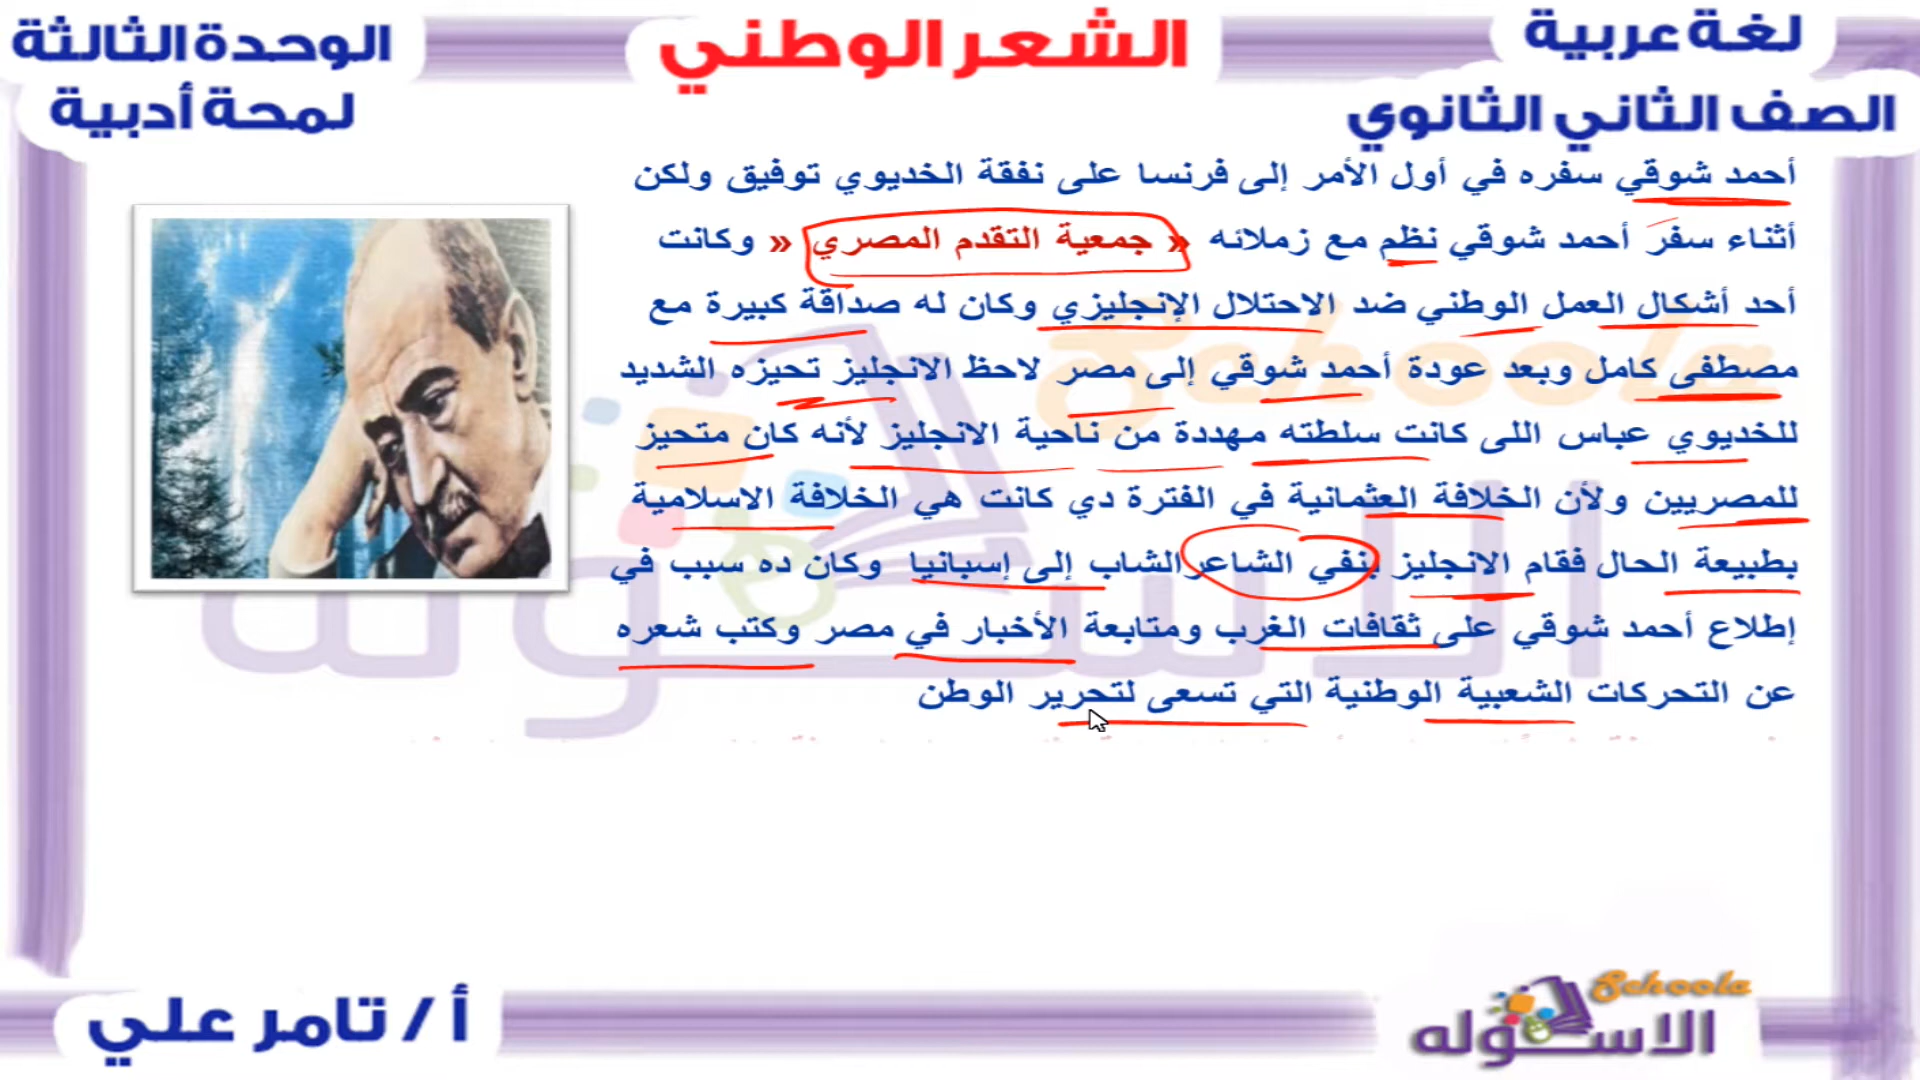 لغة عربية
الصف الثاني الثانوي
الشعر الوطني
الوحدة الثالثة
لمحة أدبية
أحمد شوقي سفره في أول الأمر إلى فرنسا على نفقة الخديوي توفيق ولكن
أثناء سفر أحمد شوقي نظم مع زملائه « جمعية التقدم المصري » وكانت
أحد أشكال العمل الوطني ضد الاحتلال الإنجليزي وكان له صداقة كبيرة مع
مصطفى كامل وبعد عودة أحمد شوقي إلى مصر لاحظ الانجليز تحيزه الشديد
للخديوي عباس اللى كانت سلطته مهددة من ناحية الانجليز لأنه كان متحيز
للمصريين ولأن الخلافة العثمانية في الفترة دي كانت هي الخلافة الاسلامية
بطبيعة الحال فقام الانجليز بنفي الشاعر الشاب إلى إسبانيا وكان ده سبب في
إطلاع أحمد شوقي على ثقافات الغرب ومتابعة الأخبار في مصر وكتب شعره
عن التحركات الشعبية الوطنية التي تسعى لتحرير الوطن
Schoola
الاسكوله
أ / تامر علي
Schoola
الاسكوله